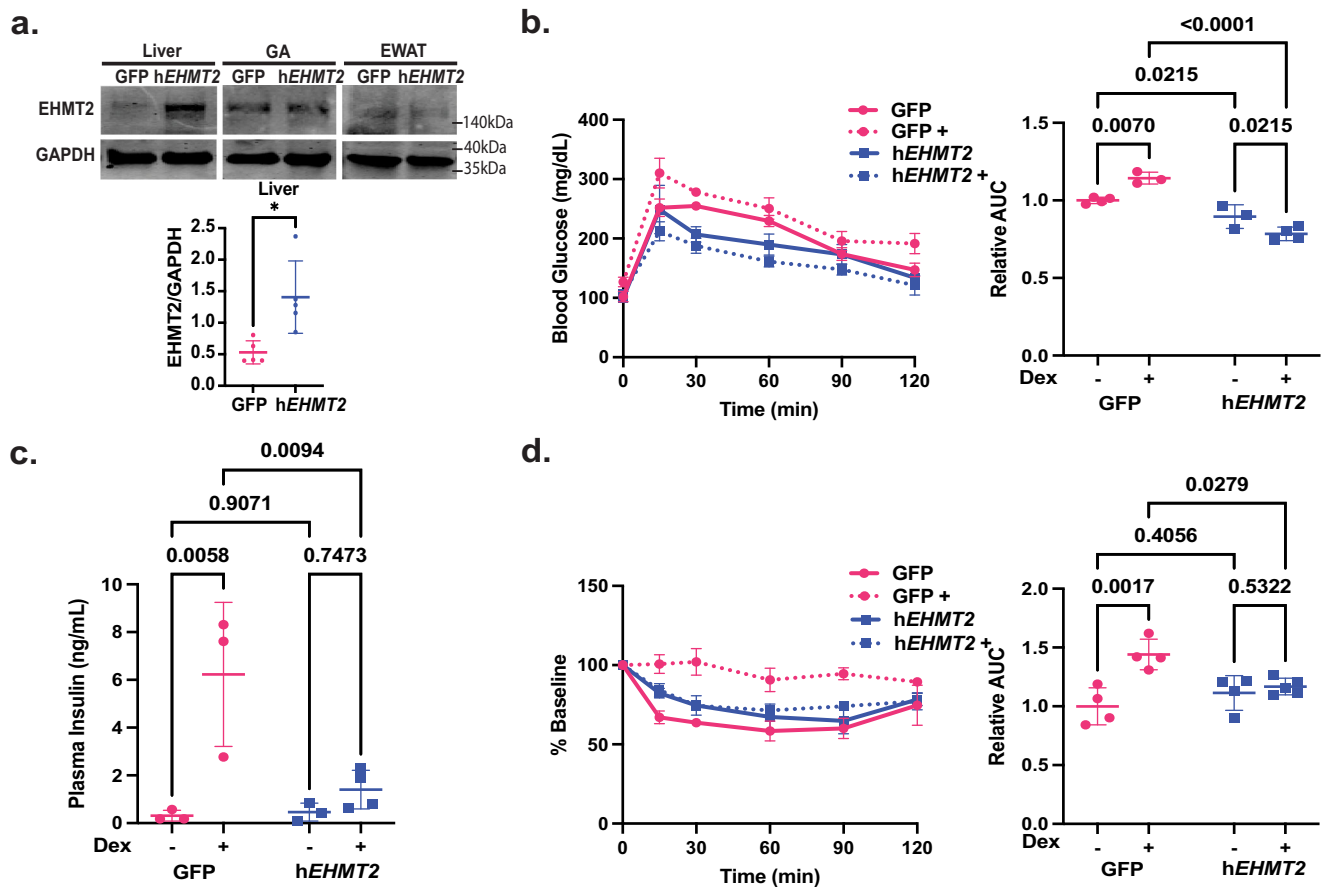 a.
Liver GA EWAT
GFP hEHMT2 GFP hEHMT2 GFP hEHMT2
EHMT2
140kDa
GAPDH
40kDa
35kDa
Liver
*
EHMT2/GAPDH
2.5
2.0
1.5
1.0
0.5
0.0
GFP hEHMT2
b.
GFP
GFP +
hEHMT2
hEHMT2 +
Blood Glucose (mg/dL)
400
300
200
100
0
0 30 60 90 120
Time (min)
<0.0001
0.0215
0.0070 0.0215
Relative AUC
1.5
1.0
0.5
0.0
Dex - + - +
GFP hEHMT2
c.
0.0094
0.9071
0.0058 0.7473
Plasma Insulin (ng/mL)
10
8
6
4
2
0
Dex - + - +
GFP hEHMT2
d.
GFP
GFP +
hEHMT2
hEHMT2 +
% Baseline
150
100
50
0
0 30 60 90 120
Time (min)
0.0279
0.4056
0.0017 0.5322
Relative AUC
2.0
1.5
1.0
0.5
0.0
Dex - + - +
GFP hEHMT2